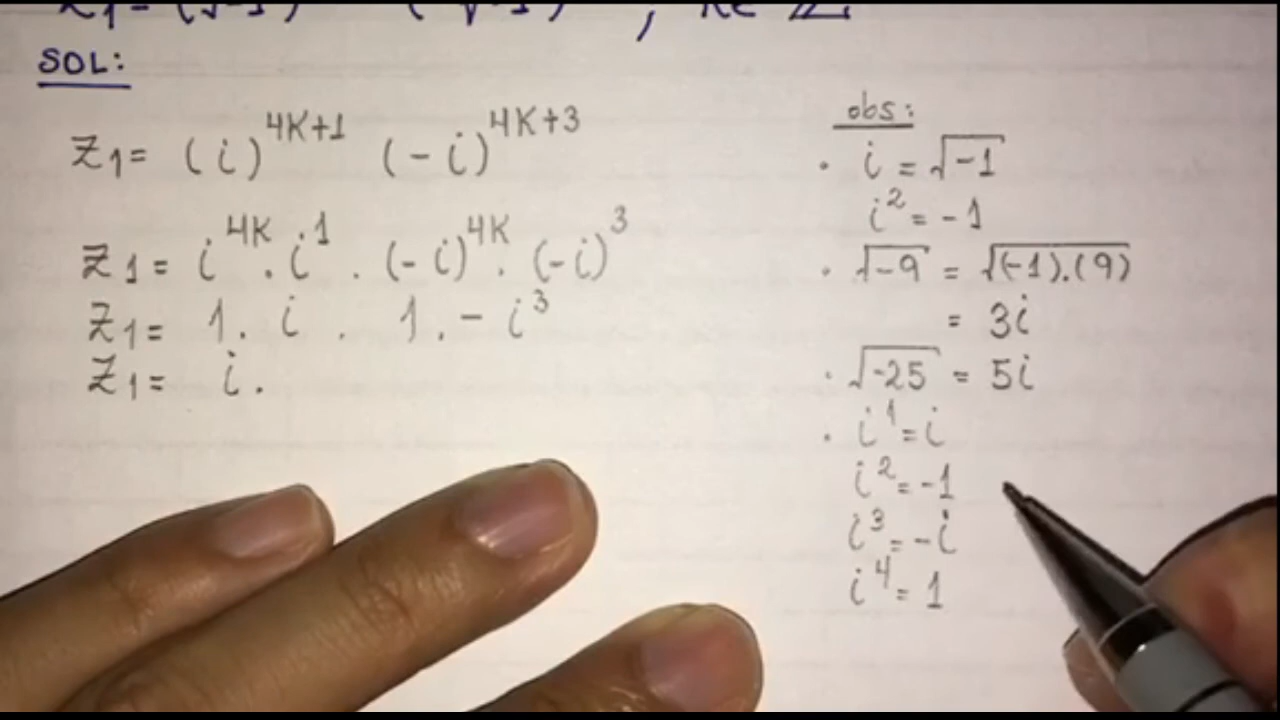 SOL:
Z1 = (i)^4K+1 (-i)^4K+3
Z1 = i^4K . i^1 . (-i)^4K . (-i)^3
Z1 = 1 . i . 1 . - i^3
Z1 = i .
obs:
· i = √-1
i^2 = -1
· √-9 = √(-1).(9)
= 3i
· √-25 = 5i
· i^1 = i
i^2 = -1
i^3 = -i
i^4 = 1